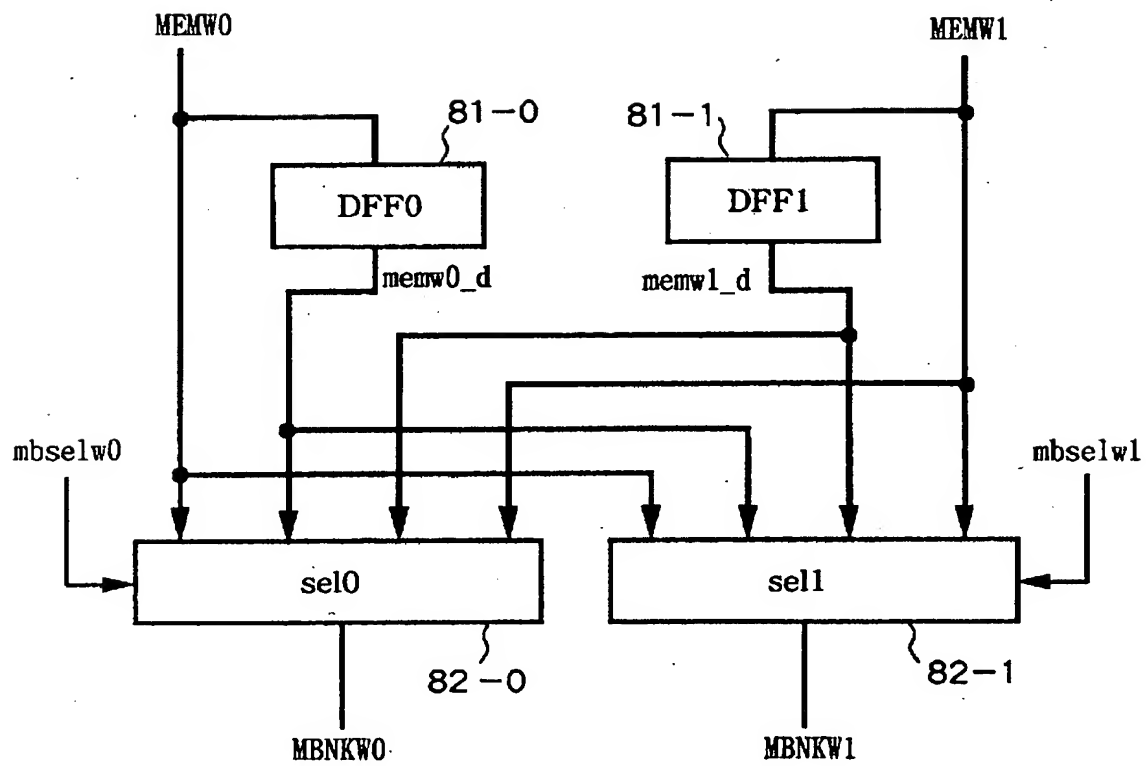 MEMW0
MEMW1
81-0
81-1
DFF0
DFF1
memw0_d
memw1_d
mbselw0
mbselw1
sel0
sel1
82-0
82-1
MBNKW0
MBNKW1